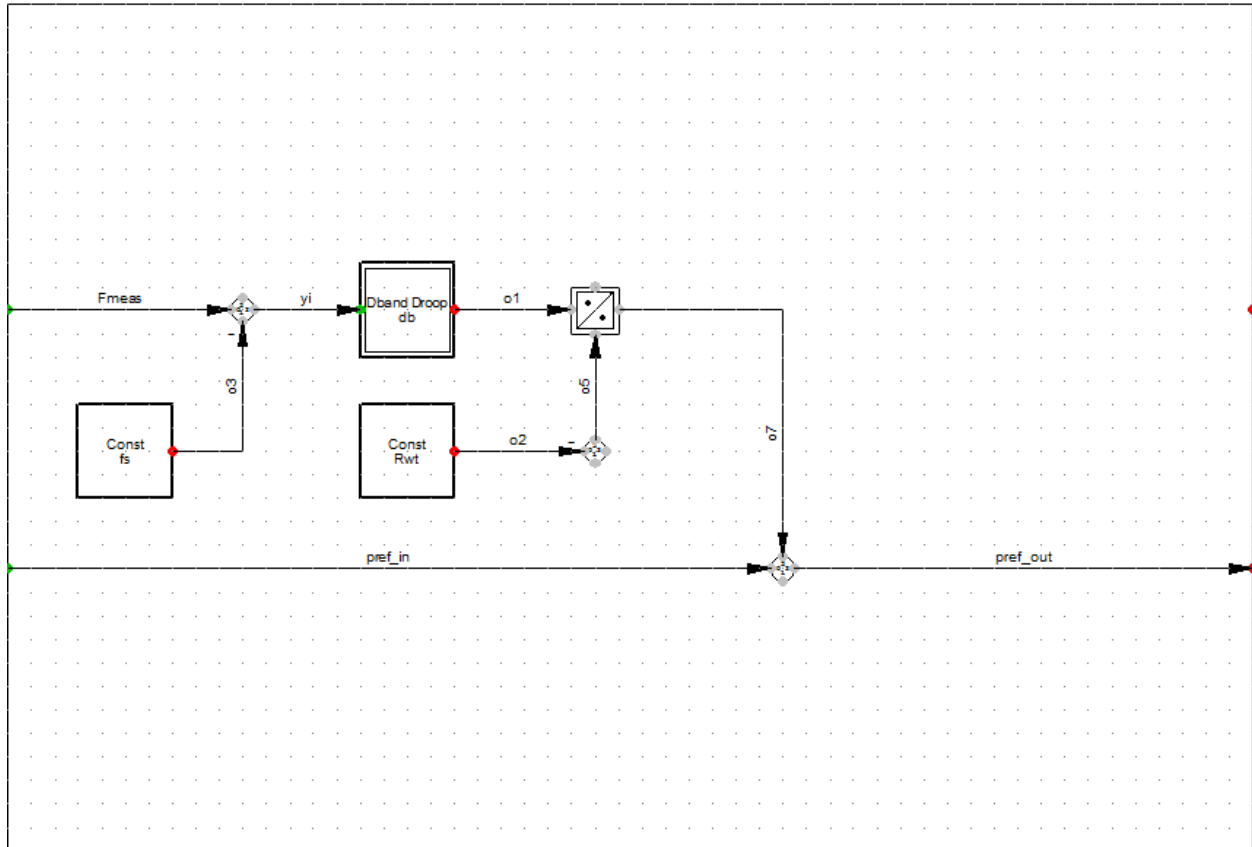 Fmeas
yi
Dband Droop
db
o1
-
o3
Const
fs
Const
Rwt
o2
-
o5
o7
pref_in
pref_out